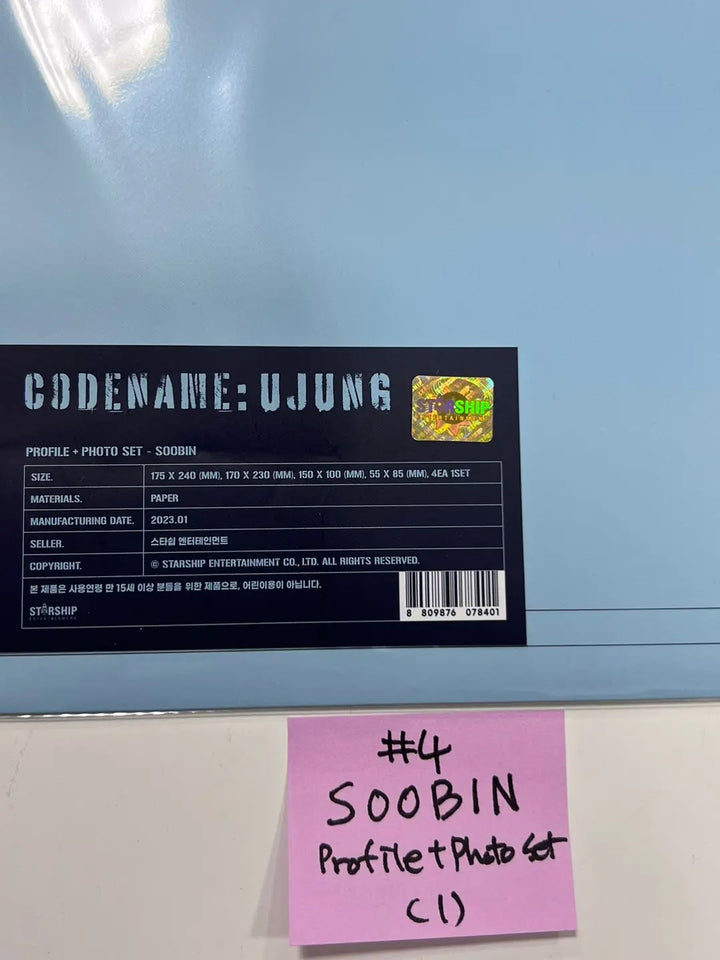 CODENAME: UJUNG
STARSHIP
ENTERTAINMENT
PROFILE + PHOTO SET - SOOBIN
SIZE. 175 X 240 (MM), 170 X 230 (MM), 150 X 100 (MM), 55 X 85 (MM), 4EA 1SET
MATERIALS. PAPER
MANUFACTURING DATE. 2023.01
SELLER. 스타쉽 엔터테인먼트
COPYRIGHT. © STARSHIP ENTERTAINMENT CO., LTD. ALL RIGHTS RESERVED.
본 제품은 사용연령 만 15세 이상 분들을 위한 제품으로, 어린이용이 아닙니다.
STARSHIP
ENTERTAINMENT
8 809876 078401
#4
SOOBIN
Profile + Photo Set
(1)